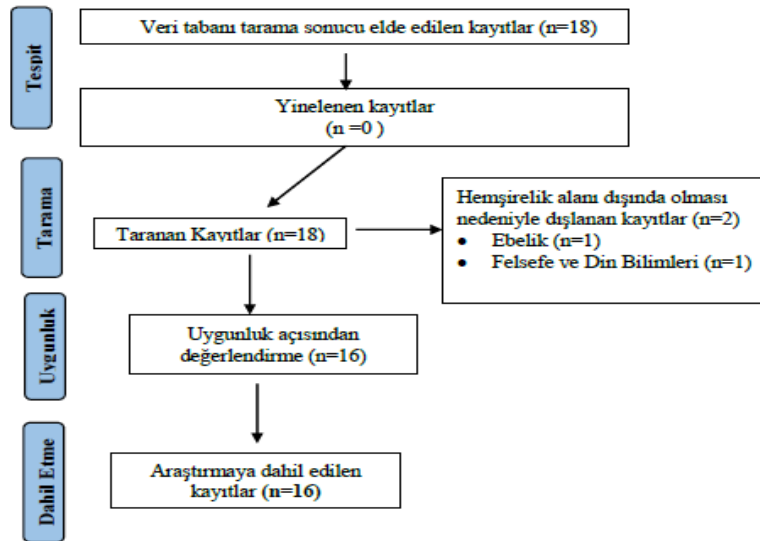 Tespit
Veri tabanı tarama sonucu elde edilen kayıtlar (n=18)
Yinelenen kayıtlar
(n =0 )
Tarama
Taranan Kayıtlar (n=18)
Hemşirelik alanı dışında olması
nedeniyle dışlanan kayıtlar (n=2)
• Ebelik (n=1)
• Felsefe ve Din Bilimleri (n=1)
Uygunluk
Uygunluk açısından
değerlendirme (n=16)
Dahil Etme
Araştırmaya dahil edilen
kayıtlar (n=16)